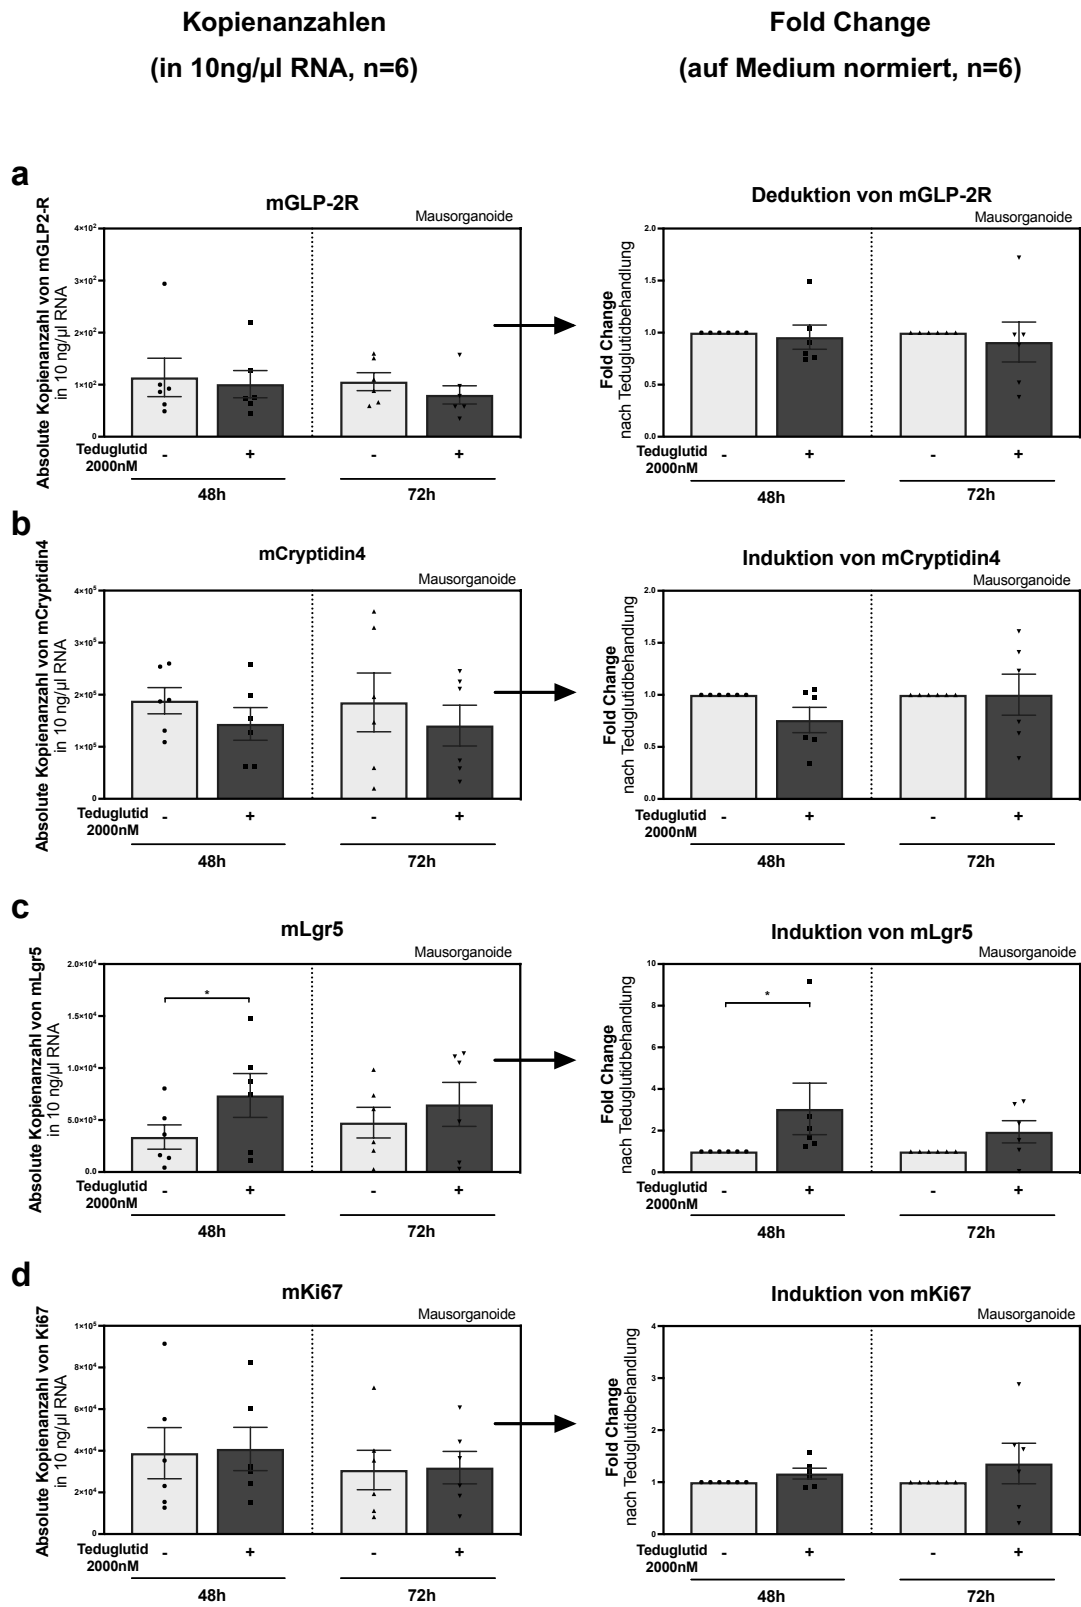 Kopienanzahlen
(in 10ng/µl RNA, n=6)
Fold Change
(auf Medium normiert, n=6)
a
mGLP-2R
Mausorganoide
Absolute Kopienanzahl von mGLP2-R
in 10 ng/µl RNA
4×10²
3×10²
2×10²
1×10²
0
Teduglutid
2000nM
- + - +
48h 72h
Deduktion von mGLP-2R
Mausorganoide
Fold Change
nach Teduglutidbehandlung
2.0
1.5
1.0
0.5
0.0
Teduglutid
2000nM
- + - +
48h 72h
b
mCryptidin4
Mausorganoide
Absolute Kopienanzahl von mCryptidin4
in 10 ng/µl RNA
4×10⁵
3×10⁵
2×10⁵
1×10⁵
0
Teduglutid
2000nM
- + - +
48h 72h
Induktion von mCryptidin4
Mausorganoide
Fold Change
nach Teduglutidbehandlung
2.0
1.5
1.0
0.5
0.0
Teduglutid
2000nM
- + - +
48h 72h
c
mLgr5
Mausorganoide
Absolute Kopienanzahl von mLgr5
in 10 ng/µl RNA
2.0×10⁴
1.5×10⁴
1.0×10⁴
5.0×10³
0.0
*
Teduglutid
2000nM
- + - +
48h 72h
Induktion von mLgr5
Mausorganoide
Fold Change
nach Teduglutidbehandlung
10
8
6
4
2
0
*
Teduglutid
2000nM
- + - +
48h 72h
d
mKi67
Mausorganoide
Absolute Kopienanzahl von Ki67
in 10 ng/µl RNA
1×10⁵
8×10⁴
6×10⁴
4×10⁴
2×10⁴
0
Teduglutid
2000nM
- + - +
48h 72h
Induktion von mKi67
Mausorganoide
Fold Change
nach Teduglutidbehandlung
4
3
2
1
0
Teduglutid
2000nM
- + - +
48h 72h